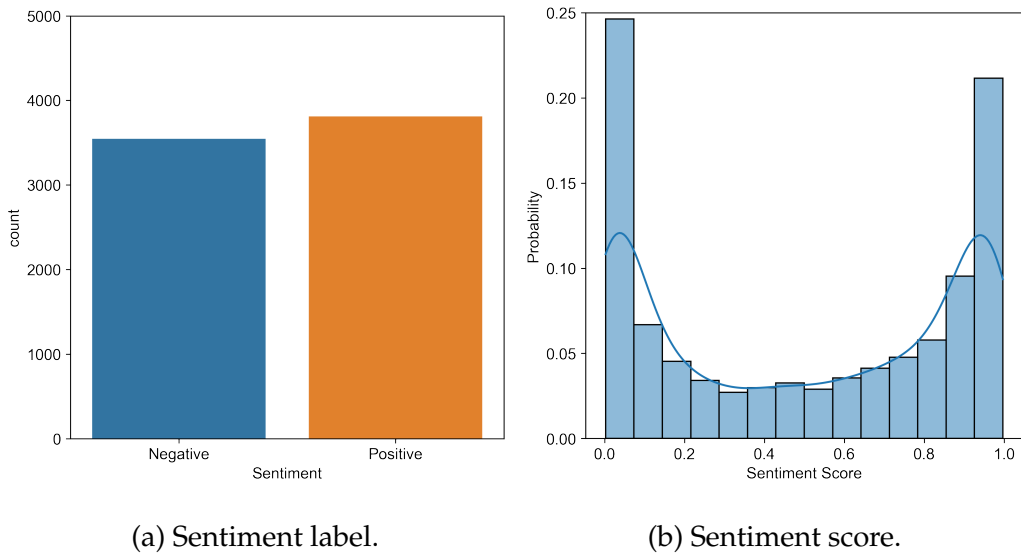 5000
4000
3000
2000
1000
0
count
Negative
Positive
Sentiment
(a) Sentiment label.
0.25
0.20
0.15
0.10
0.05
0.00
Probability
0.0
0.2
0.4
0.6
0.8
1.0
Sentiment Score
(b) Sentiment score.